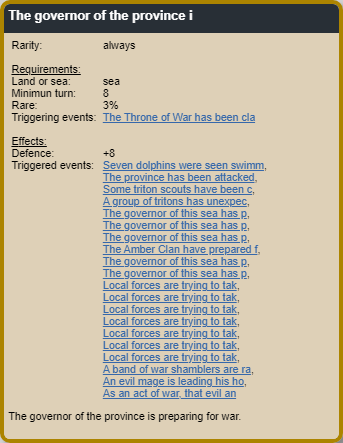 The governor of the province i
Rarity: always
Requirements:
Land or sea: sea
Minimun turn: 8
Rare: 3%
Triggering events: The Throne of War has been cla
Effects:
Defence: +8
Triggered events: Seven dolphins were seen swimm,
The province has been attacked,
Some triton scouts have been c,
A group of tritons has unexpec,
The governor of this sea has p,
The governor of this sea has p,
The governor of this sea has p,
The Amber Clan have prepared f,
The governor of this sea has p,
The governor of this sea has p,
Local forces are trying to tak,
Local forces are trying to tak,
Local forces are trying to tak,
Local forces are trying to tak,
Local forces are trying to tak,
Local forces are trying to tak,
Local forces are trying to tak,
A band of war shamblers are ra,
An evil mage is leading his ho,
As an act of war, that evil an
The governor of the province is preparing for war.